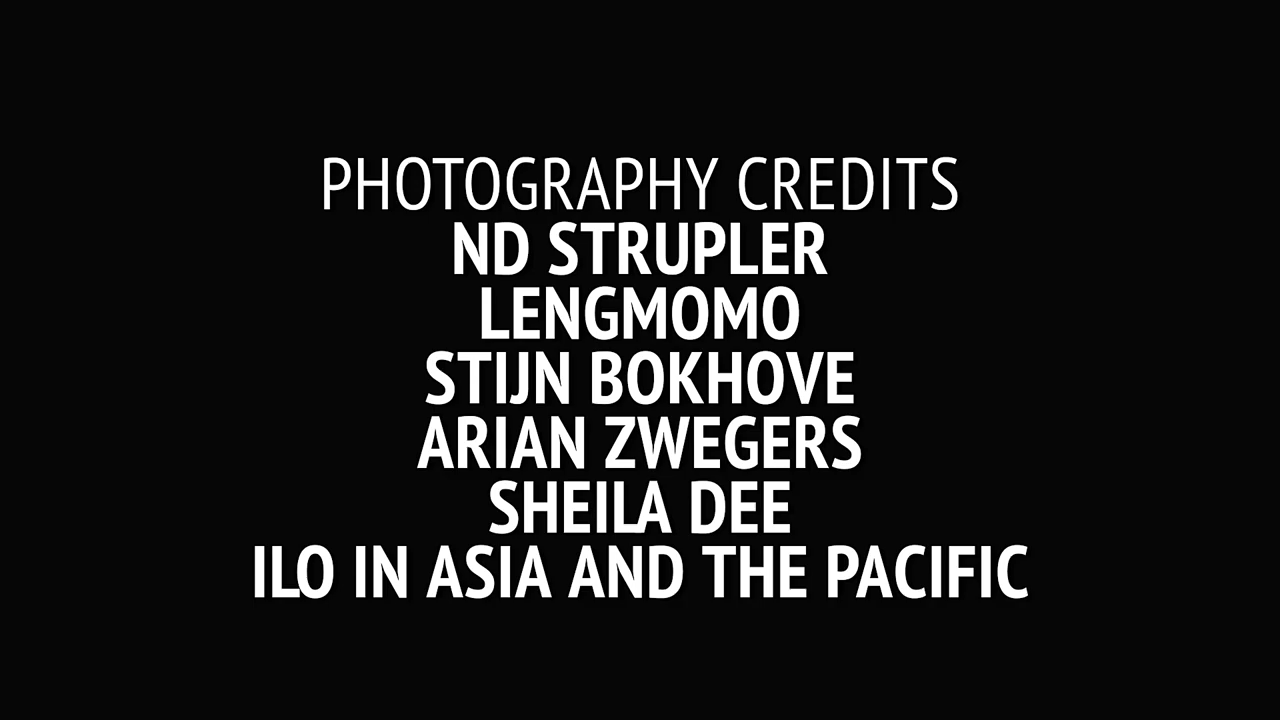 PHOTOGRAPHY CREDITS
ND STRUPLER
LENGMOMO
STIJN BOKHOVE
ARIAN ZWEGERS
SHEILA DEE
ILO IN ASIA AND THE PACIFIC